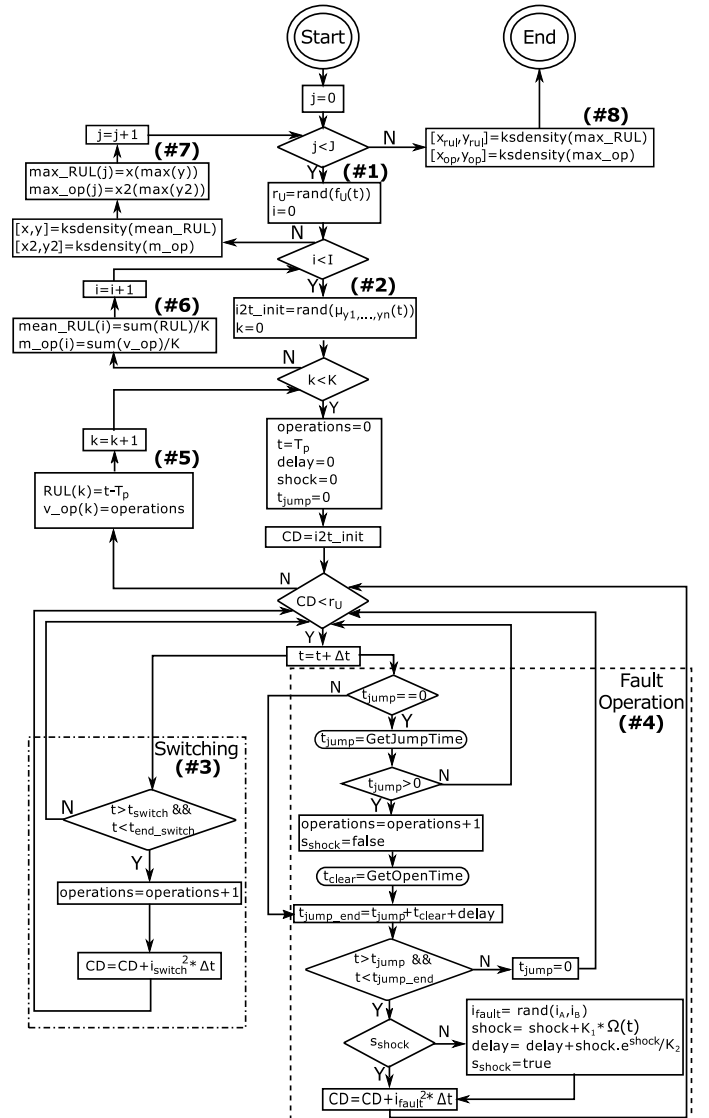 Start
End
j=0
j=j+1
(#8)
(#7)
j<J
N
[x_rul,y_rul]=ksdensity(max_RUL)
[x_op,y_op]=ksdensity(max_op)
max_RUL(j)=x(max(y))
max_op(j)=x2(max(y2))
Y
(#1)
r_U=rand(f_U(t))
i=0
[x,y]=ksdensity(mean_RUL)
[x2,y2]=ksdensity(m_op)
N
i<I
i=i+1
Y
(#2)
(#6)
i2t_init=rand(μ_y1,...,yn(t))
k=0
mean_RUL(i)=sum(RUL)/K
m_op(i)=sum(v_op)/K
N
k<K
Y
k=k+1
operations=0
t=T_p
delay=0
shock=0
t_jump=0
(#5)
RUL(k)=t-T_p
v_op(k)=operations
CD=i2t_init
N
CD<r_U
Y
t=t+ Δt
N
t_jump==0
Fault
Operation
(#4)
Y
t_jump=GetJumpTime
Switching
(#3)
t_jump>0
N
N
t>t_switch &&
t<t_end_switch
Y
operations=operations+1
s_shock=false
Y
t_clear=GetOpenTime
operations=operations+1
t_jump_end=t_jump+t_clear+delay
CD=CD+i_switch²* Δt
t>t_jump &&
t<t_jump_end
N
t_jump=0
Y
s_shock
N
i_fault= rand(i_A,i_B)
shock= shock+K_1*Ω(t)
delay= delay+shock.e^shock/K_2
s_shock=true
Y
CD=CD+i_fault²* Δt